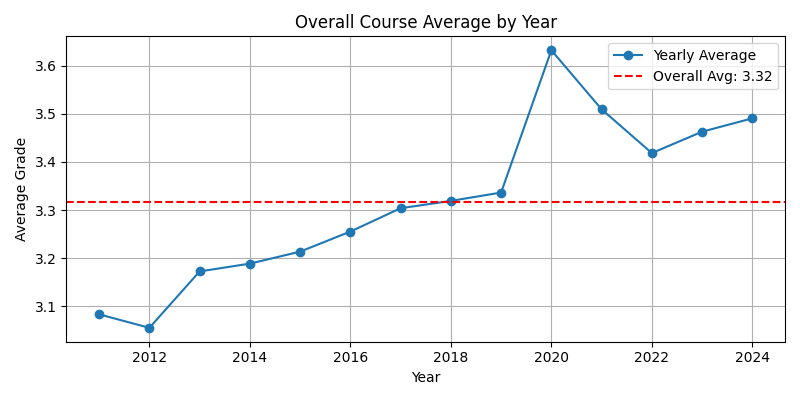 Overall Course Average by Year
Yearly Average
Overall Avg: 3.32
3.6
3.5
3.4
3.3
3.2
3.1
Average Grade
2012 2014 2016 2018 2020 2022 2024
Year